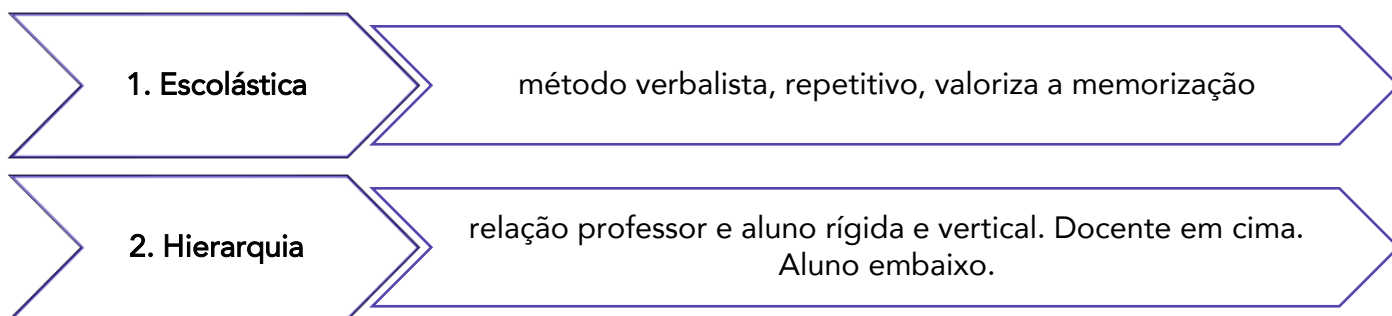 1. Escolástica
método verbalista, repetitivo, valoriza a memorização
2. Hierarquia
relação professor e aluno rígida e vertical. Docente em cima.
Aluno embaixo.